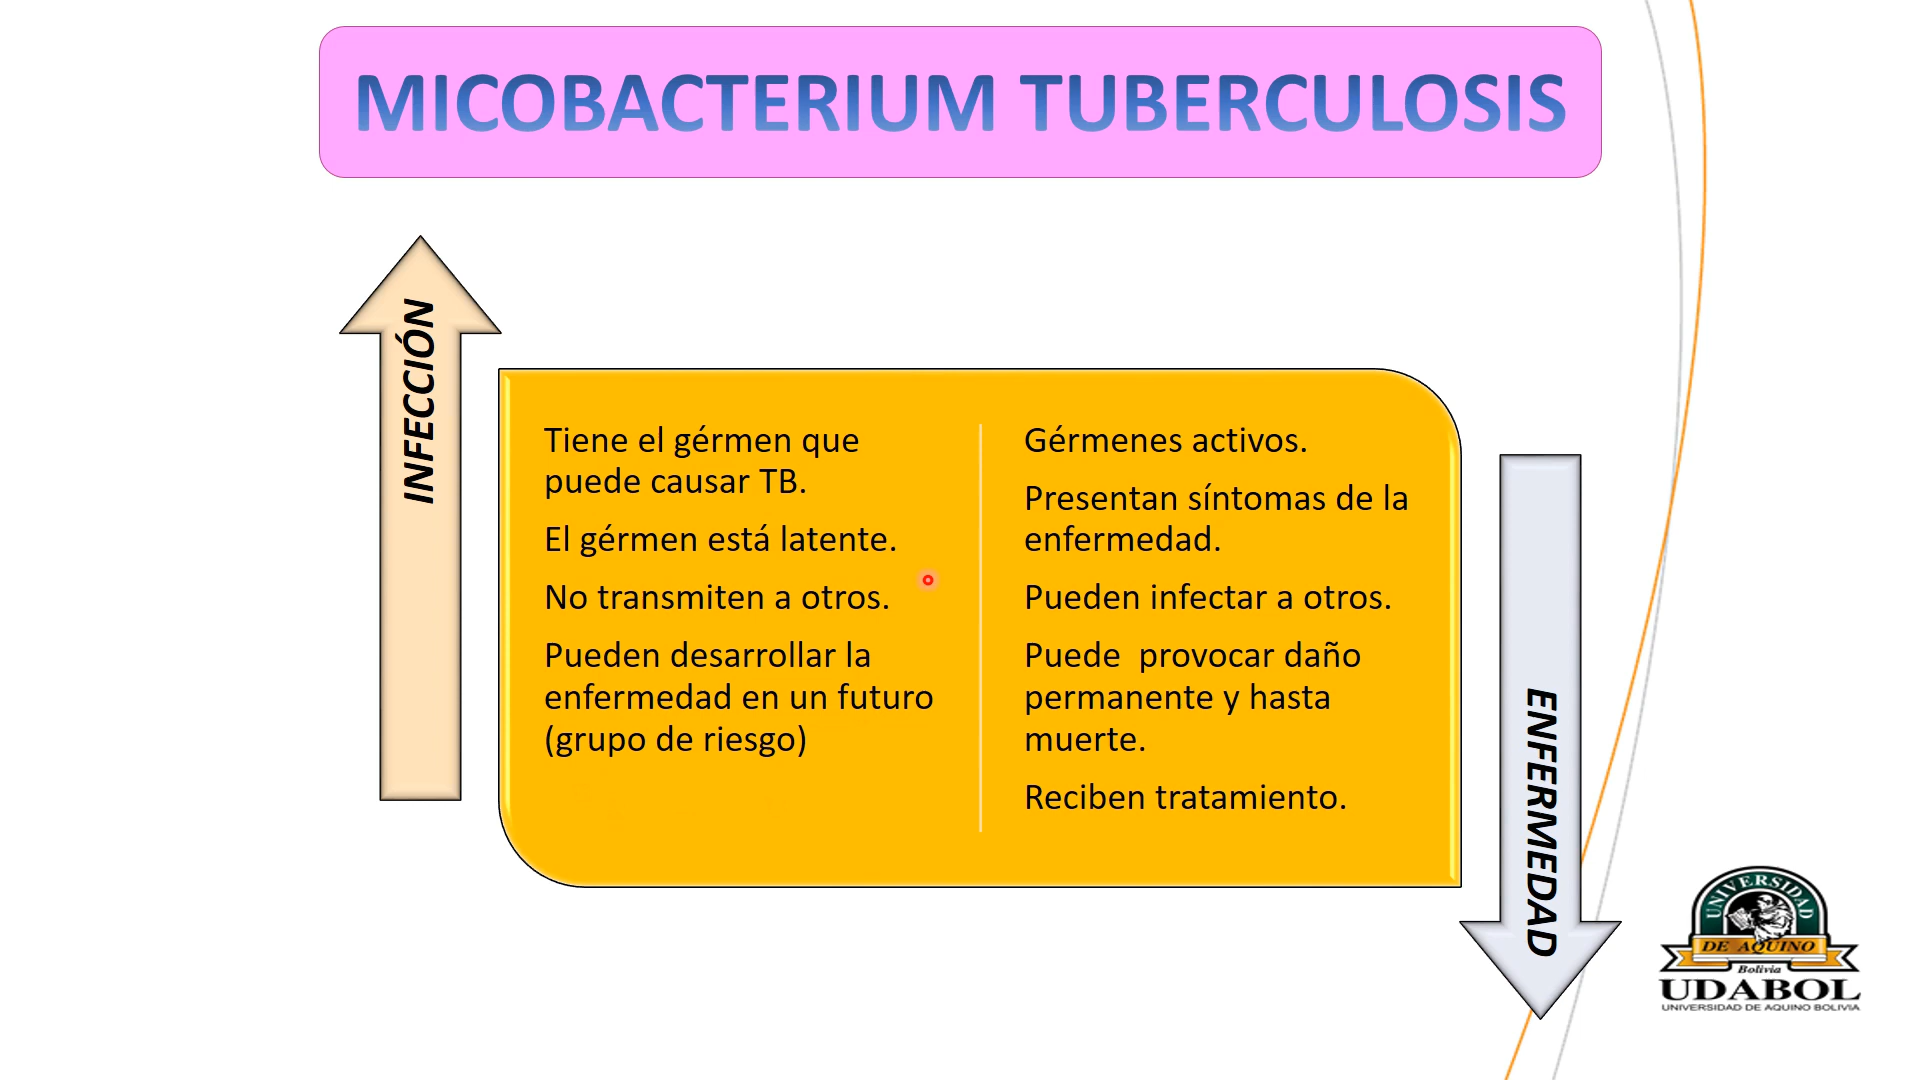 MICOBACTERIUM TUBERCULOSIS
INFECCIÓN
Tiene el gérmen que
puede causar TB.
El gérmen está latente.
No transmiten a otros.
Pueden desarrollar la
enfermedad en un futuro
(grupo de riesgo)
Gérmenes activos.
Presentan síntomas de la
enfermedad.
Pueden infectar a otros.
Puede  provocar daño
permanente y hasta
muerte.
Reciben tratamiento.
ENFERMEDAD
UNIVERSIDAD
DE AQUINO
Bolivia
UDABOL
UNIVERSIDAD DE AQUINO BOLIVIA